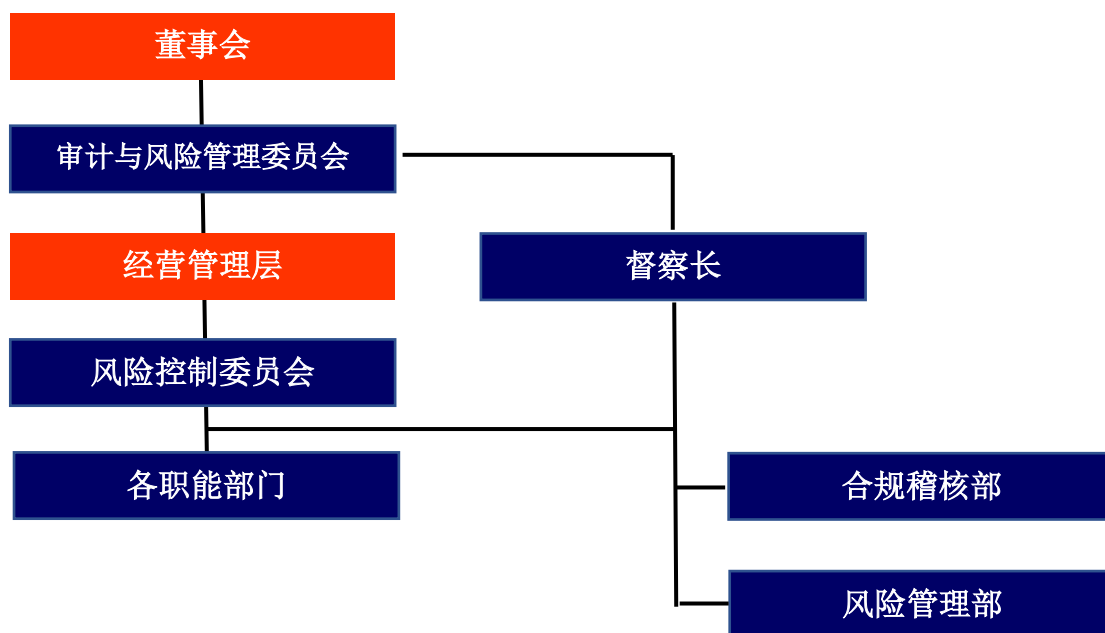 董事会
审计与风险管理委员会
经营管理层
督察长
风险控制委员会
各职能部门
合规稽核部
风险管理部